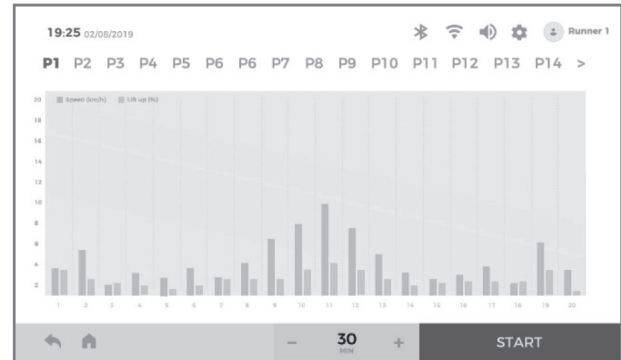 19:25 02/08/2019 Runner 1
P1 P2 P3 P4 P5 P6 P6 P7 P8 P9 P10 P11 P12 P13 P14 >
Speed (km/h) Lift up (%)
20
18
16
14
12
10
8
6
4
2
1 2 3 4 5 6 7 8 9 10 11 12 13 14 15 16 17 18 19 20
− 30 + START
MIN